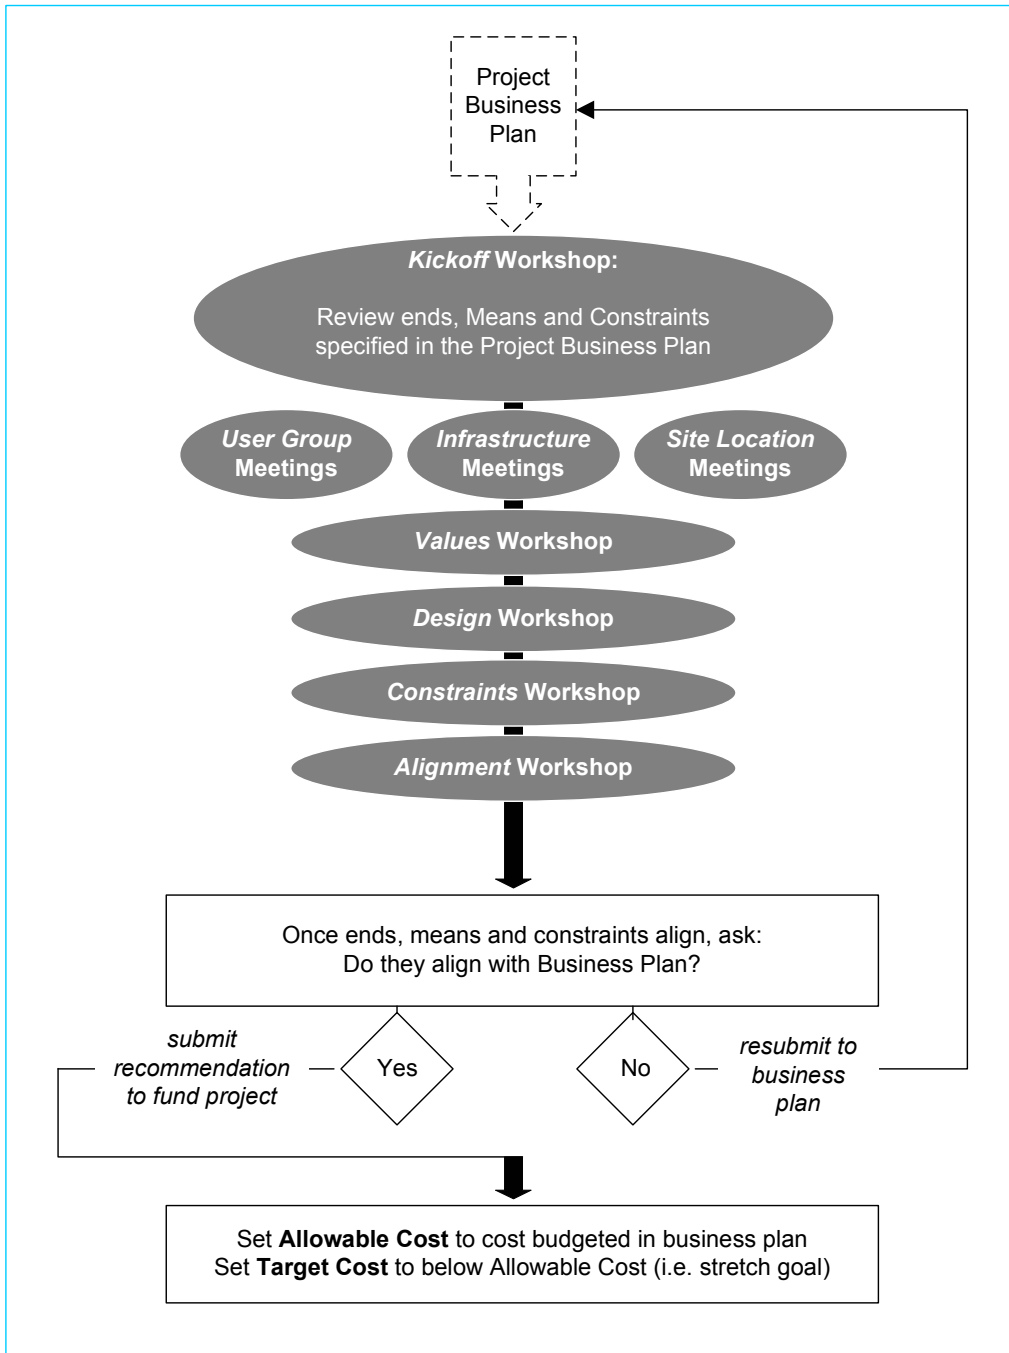 Project
Business
Plan
Kickoff Workshop:
Review ends, Means and Constraints
specified in the Project Business Plan
User Group
Meetings
Infrastructure
Meetings
Site Location
Meetings
Values Workshop
Design Workshop
Constraints Workshop
Alignment Workshop
Once ends, means and constraints align, ask:
Do they align with Business Plan?
submit
recommendation
to fund project
Yes
No
resubmit to
business
plan
Set Allowable Cost to cost budgeted in business plan
Set Target Cost to below Allowable Cost (i.e. stretch goal)